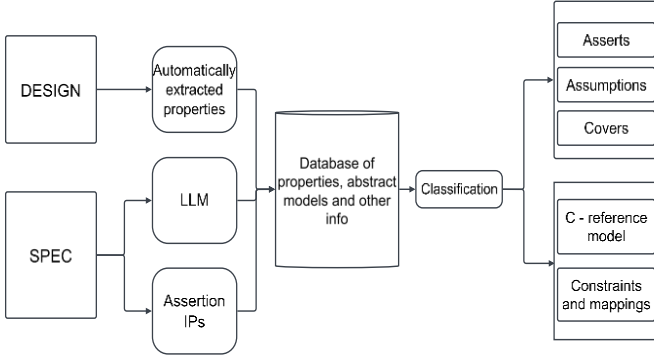 DESIGN
Automatically
extracted
properties
SPEC
LLM
Assertion
IPs
Database of
properties, abstract
models and other
info
Classification
Asserts
Assumptions
Covers
C - reference
model
Constraints
and mappings